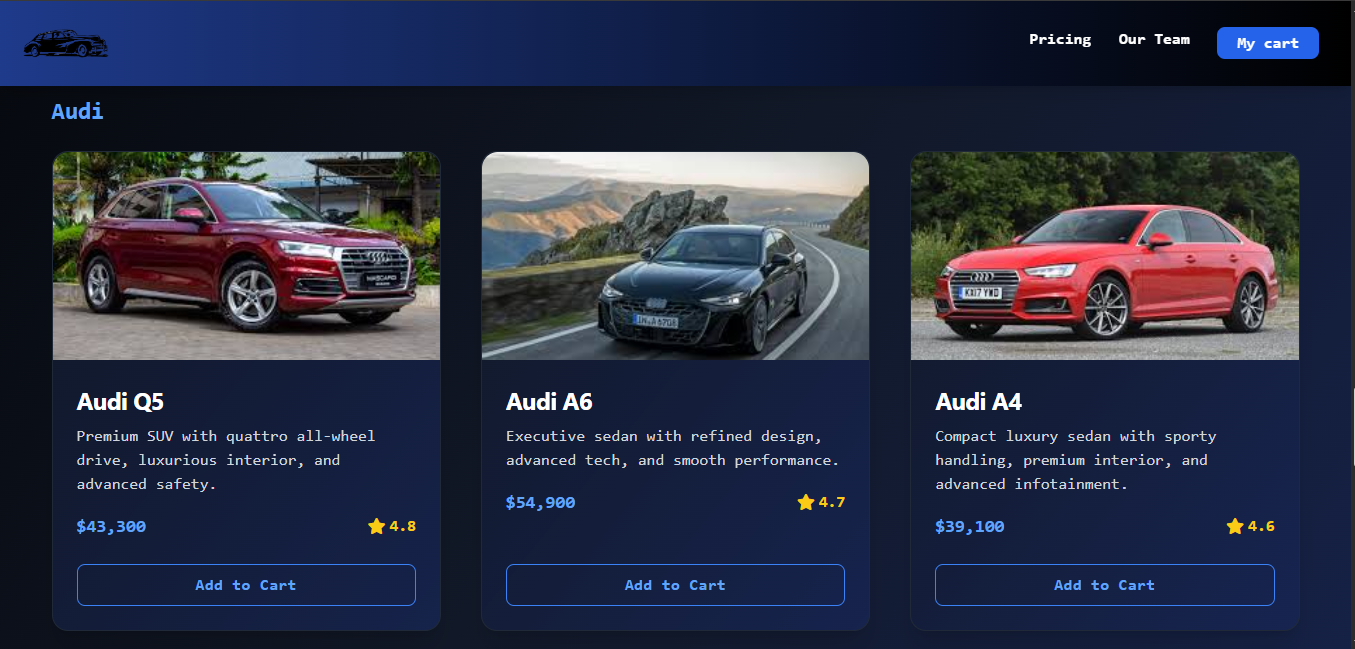 Pricing
Our Team
My cart
Audi
KX17 YWD
Audi Q5
Premium SUV with quattro all-wheel
drive, luxurious interior, and
advanced safety.
$43,300
4.8
Add to Cart
Audi A6
Executive sedan with refined design,
advanced tech, and smooth performance.
$54,900
4.7
Add to Cart
Audi A4
Compact luxury sedan with sporty
handling, premium interior, and
advanced infotainment.
$39,100
4.6
Add to Cart